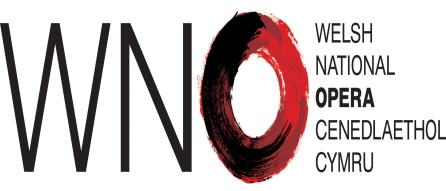 WNO
WELSH
NATIONAL
OPERA
CENEDLAETHOL
CYMRU